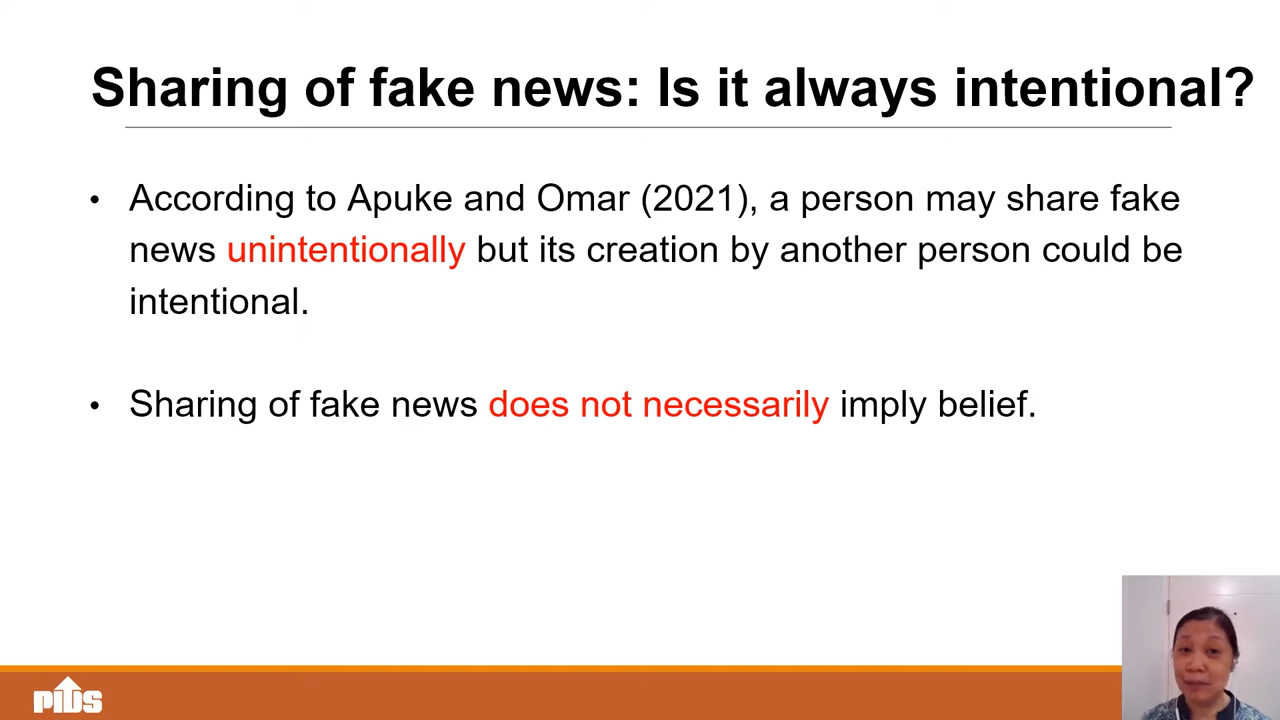 Sharing of fake news: Is it always intentional?
• According to Apuke and Omar (2021), a person may share fake
news unintentionally but its creation by another person could be
intentional.
• Sharing of fake news does not necessarily imply belief.
PIDS